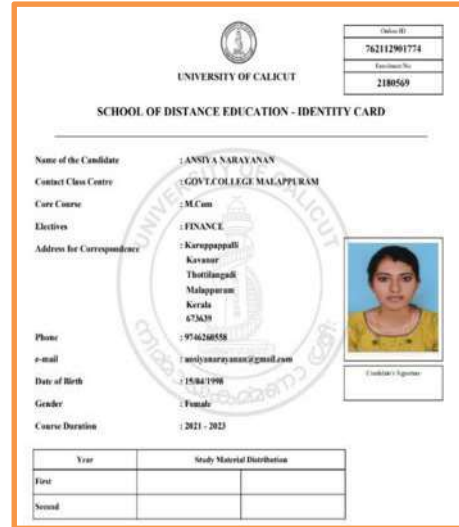 Online ID
762112901774
Enrolment No
2180569
UNIVERSITY OF CALICUT
SCHOOL OF DISTANCE EDUCATION - IDENTITY CARD
Name of the Candidate : ANSIYA NARAYANAN
Contact Class Centre : GOVT.COLLEGE MALAPPURAM
Core Course : M.Com
Electives : FINANCE
Address for Correspondence : Karuppappalli
Kavanur
Thottilangadi
Malappuram
Kerala
673639
Phone : 9746260558
e-mail : ansiyanarayanan@gmail.com
Date of Birth : 15/04/1998
Gender : Female
Course Duration : 2021 - 2023
Candidate's Signature
Year Study Material Distribution
First
Second
UNIVERSITY OF CALICUT